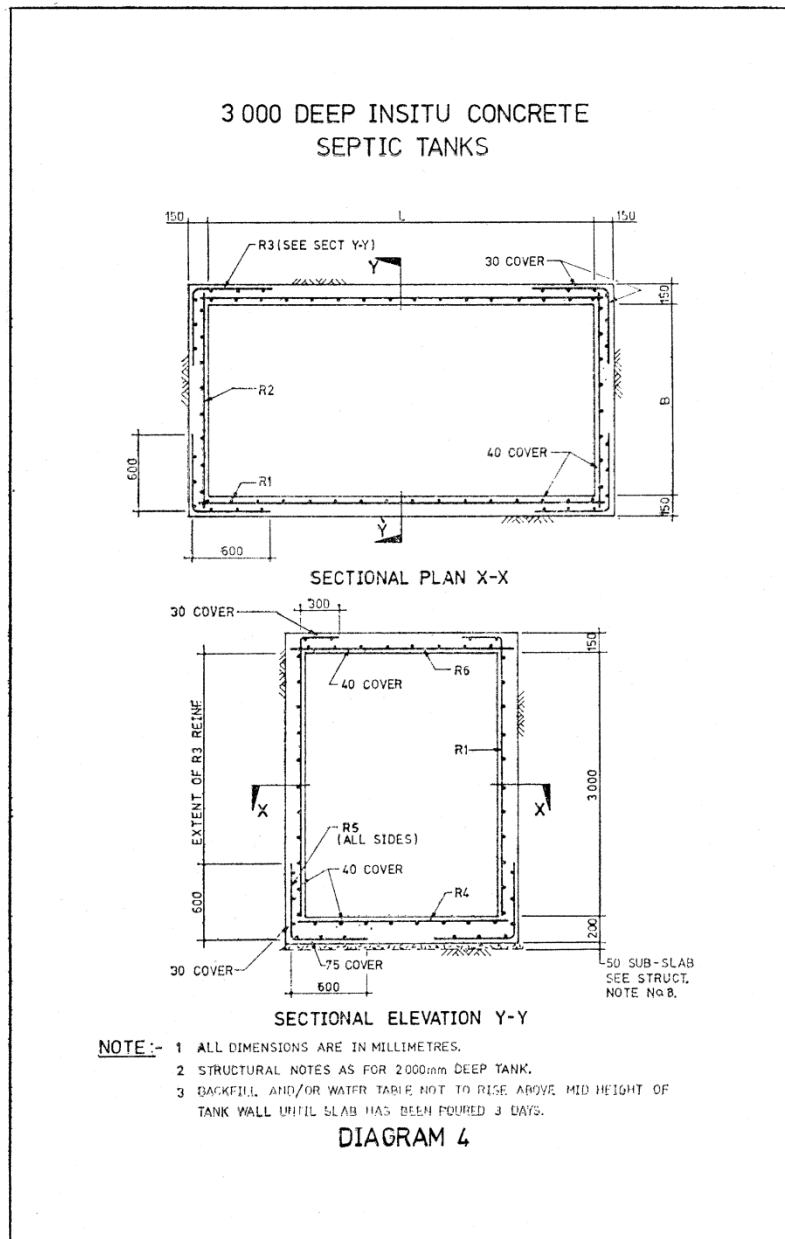 3 000 DEEP INSITU CONCRETE
SEPTIC TANKS
150
L
150
R3 (SEE SECT Y-Y)
Y
30 COVER
150
R2
B
600
40 COVER
R1
150
Y
600
SECTIONAL PLAN X-X
300
30 COVER
150
R6
40 COVER
EXTENT OF R3 REINF
R1
3 000
X
X
R5
(ALL SIDES)
40 COVER
R4
600
200
30 COVER
75 COVER
50 SUB-SLAB
SEE STRUCT.
NOTE No 8.
600
SECTIONAL ELEVATION Y-Y
NOTE:- 1 ALL DIMENSIONS ARE IN MILLIMETRES.
2 STRUCTURAL NOTES AS FOR 2000mm DEEP TANK.
3 BACKFILL AND/OR WATER TABLE NOT TO RISE ABOVE MID HEIGHT OF
TANK WALL UNTIL SLAB HAS BEEN POURED 3 DAYS.
DIAGRAM 4